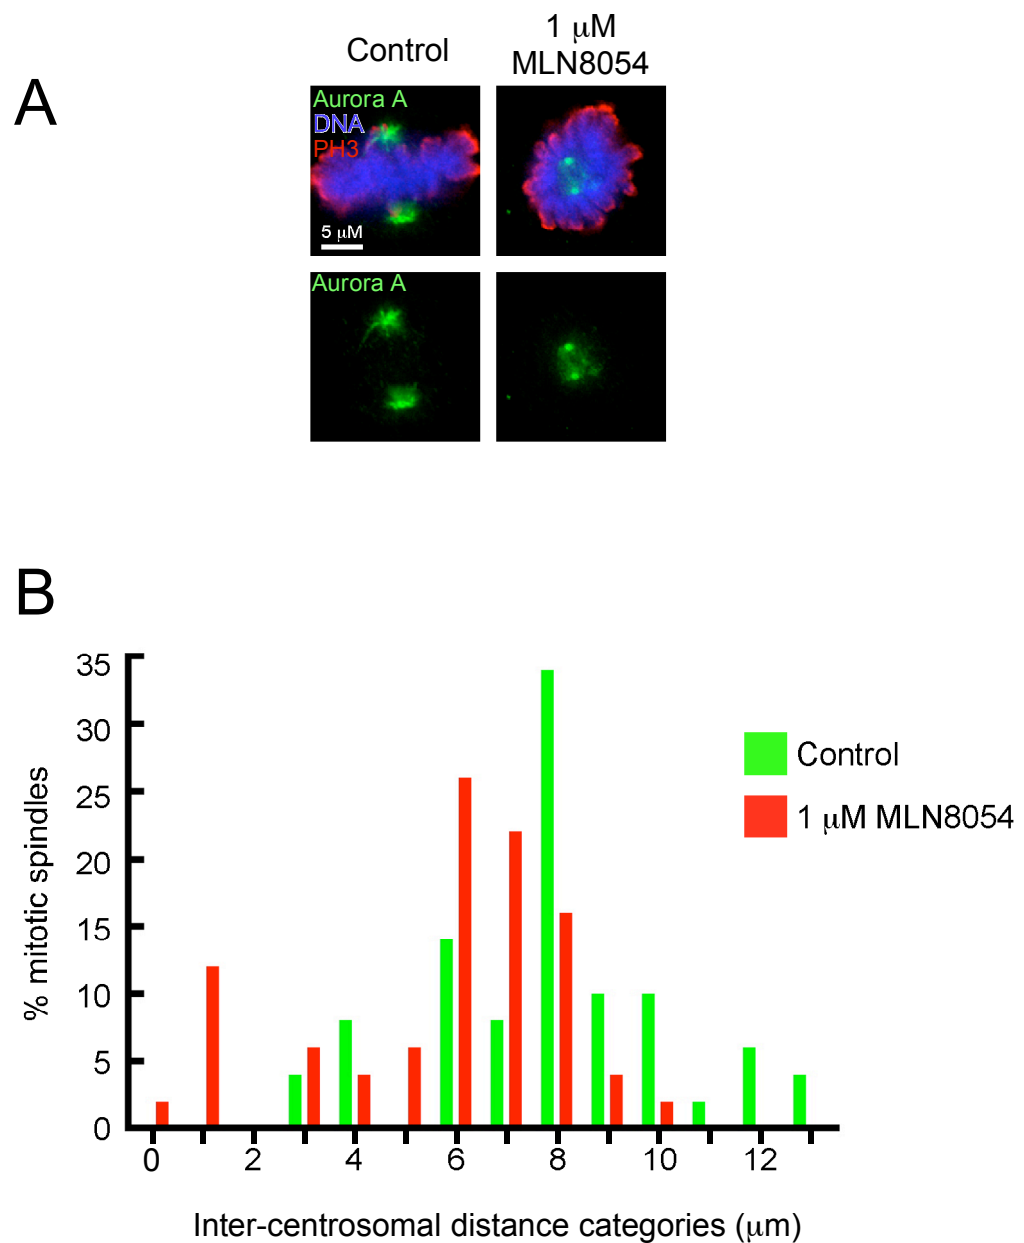 Control
1 μM
MLN8054
A
Aurora A
DNA
PH3
5 μM
Aurora A
B
35
30
25
20
15
10
5
0
% mitotic spindles
Control
1 μM MLN8054
0 2 4 6 8 10 12
Inter-centrosomal distance categories (μm)